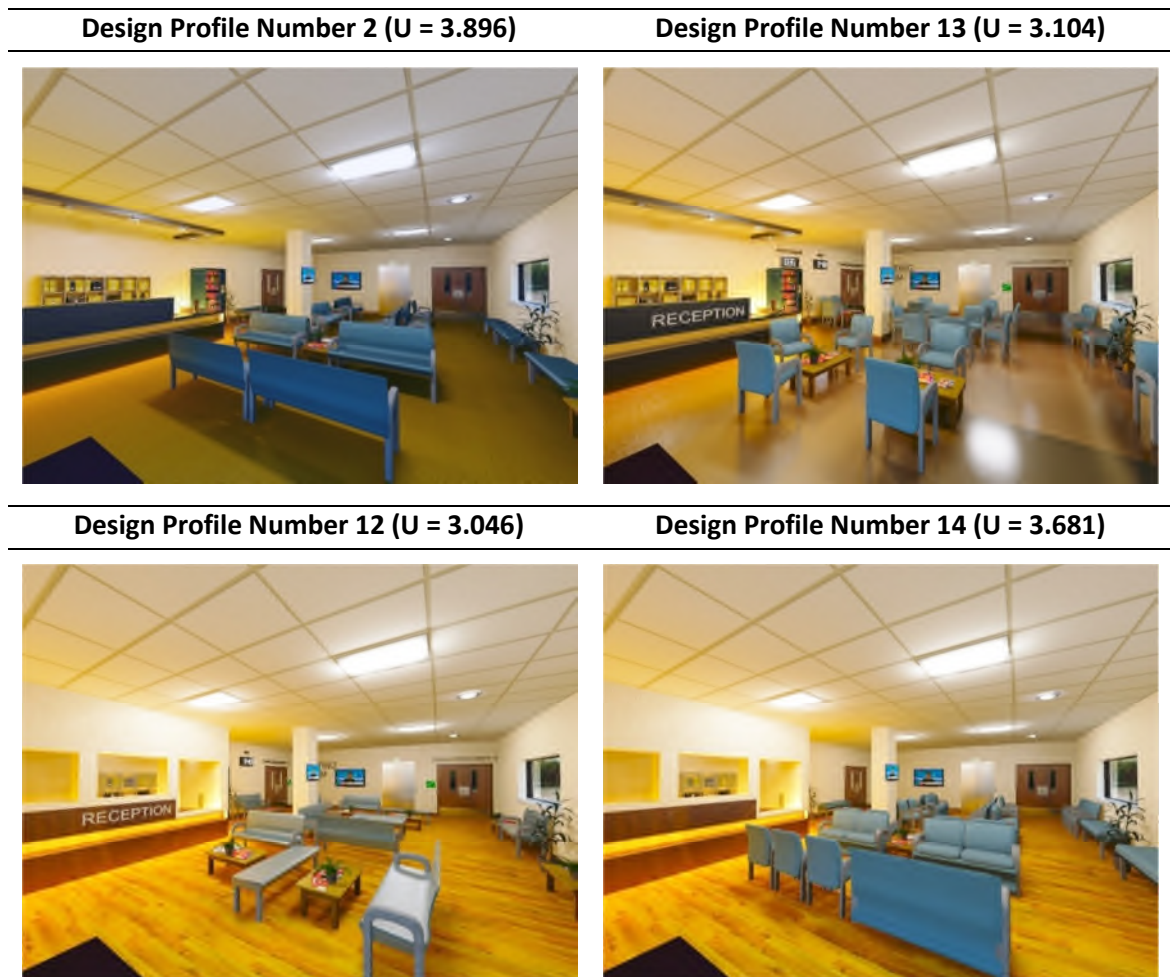 Design Profile Number 2 (U = 3.896)
Design Profile Number 13 (U = 3.104)
RECEPTION
Design Profile Number 12 (U = 3.046)
Design Profile Number 14 (U = 3.681)
RECEPTION